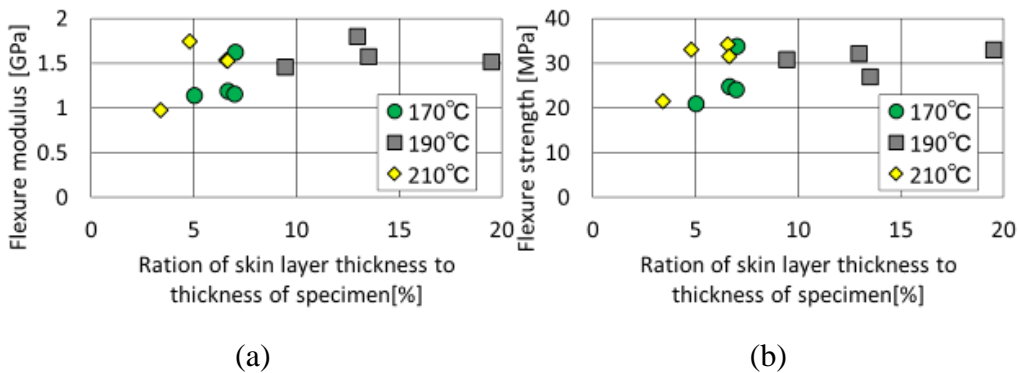 Flexure modulus [GPa]
2
1.5
1
0.5
0
0
5
10
15
20
170°C
190°C
210°C
Ration of skin layer thickness to
thickness of specimen[%]
(a)
Flexure strength [MPa]
40
30
20
10
0
0
5
10
15
20
170°C
190°C
210°C
Ration of skin layer thickness to
thickness of specimen[%]
(b)